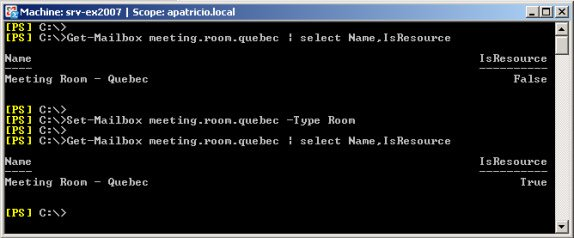 Machine: srv-ex2007 | Scope: apatricio.local
[PS] C:\>
[PS] C:\>Get-Mailbox meeting.room.quebec | select Name,IsResource
Name IsResource
---- ----------
Meeting Room - Quebec False
[PS] C:\>
[PS] C:\>Set-Mailbox meeting.room.quebec -Type Room
[PS] C:\>
[PS] C:\>Get-Mailbox meeting.room.quebec | select Name,IsResource
Name IsResource
---- ----------
Meeting Room - Quebec True
[PS] C:\>